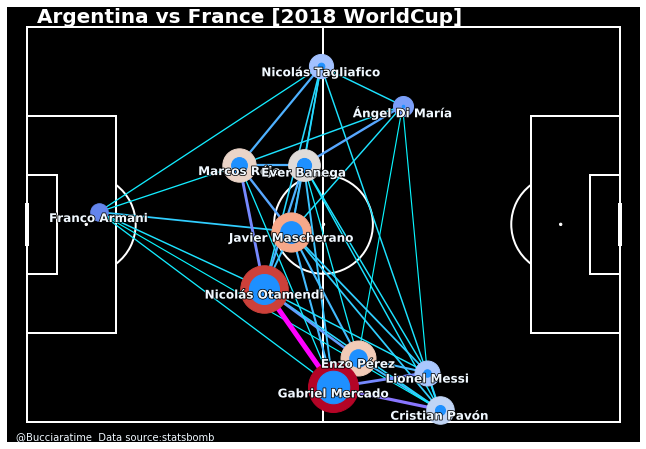 Argentina vs France [2018 WorldCup]
Nicolás Tagliafico
Ángel Di María
Marcos
Éver Banega
Franco Armani
Javier Mascherano
Nicolás Otamendi
Enzo Pérez
Lionel Messi
Gabriel Mercado
Cristian Pavón
@Bucciaratime Data source:statsbomb